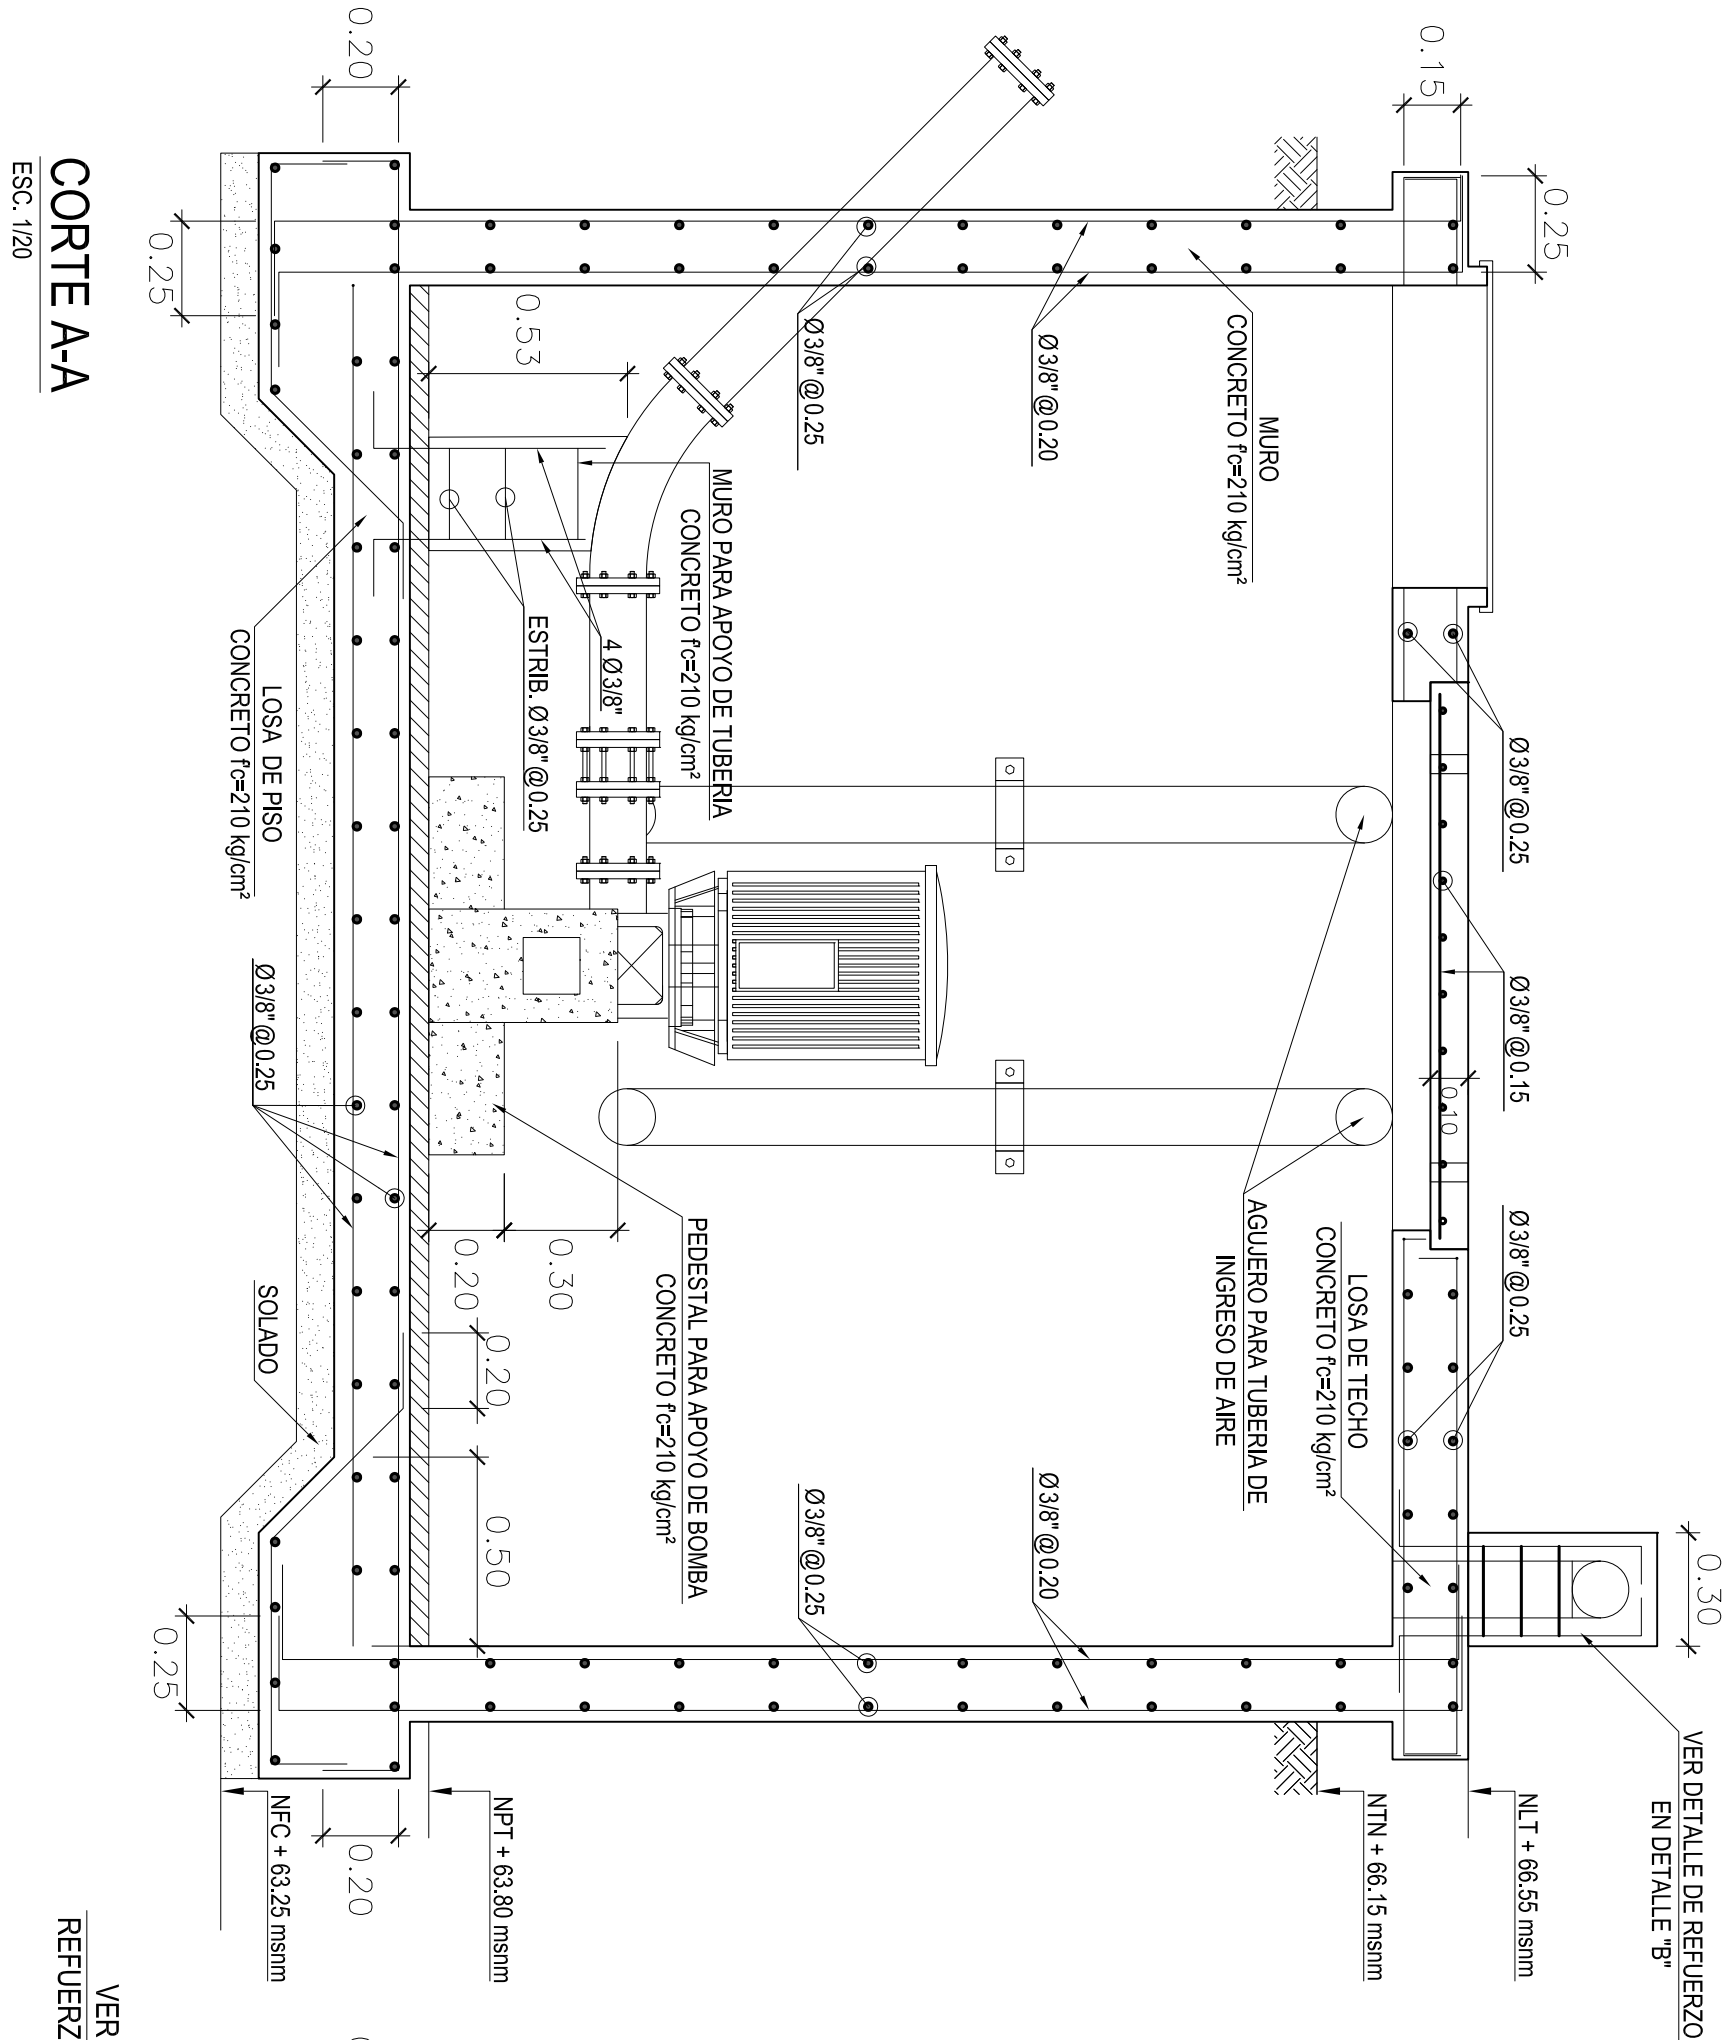 VER DETALLE DE REFUERZO
EN DETALLE "B"
0.30
0.15
0.25
Ø3/8"@0.25
Ø3/8"@0.15
Ø3/8"@0.25
0.10
NLT + 66.55 msnm
NTN + 66.15 msnm
LOSA DE TECHO
CONCRETO f'c=210 kg/cm²
MURO
CONCRETO f'c=210 kg/cm²
AGUJERO PARA TUBERIA DE
INGRESO DE AIRE
Ø3/8"@0.20
Ø3/8"@0.20
Ø3/8"@0.25
Ø3/8"@0.25
MURO PARA APOYO DE TUBERIA
CONCRETO f'c=210 kg/cm²
PEDESTAL PARA APOYO DE BOMBA
CONCRETO f'c=210 kg/cm²
4 Ø3/8"
ESTRIB. Ø3/8"@0.25
0.53
0.30
0.20
0.20
0.50
NPT + 63.80 msnm
0.20
0.20
LOSA DE PISO
CONCRETO f'c=210 kg/cm²
Ø3/8"@0.25
SOLADO
NFC + 63.25 msnm
0.25
0.25
CORTE A-A
ESC. 1/20
VER
REFUERZ